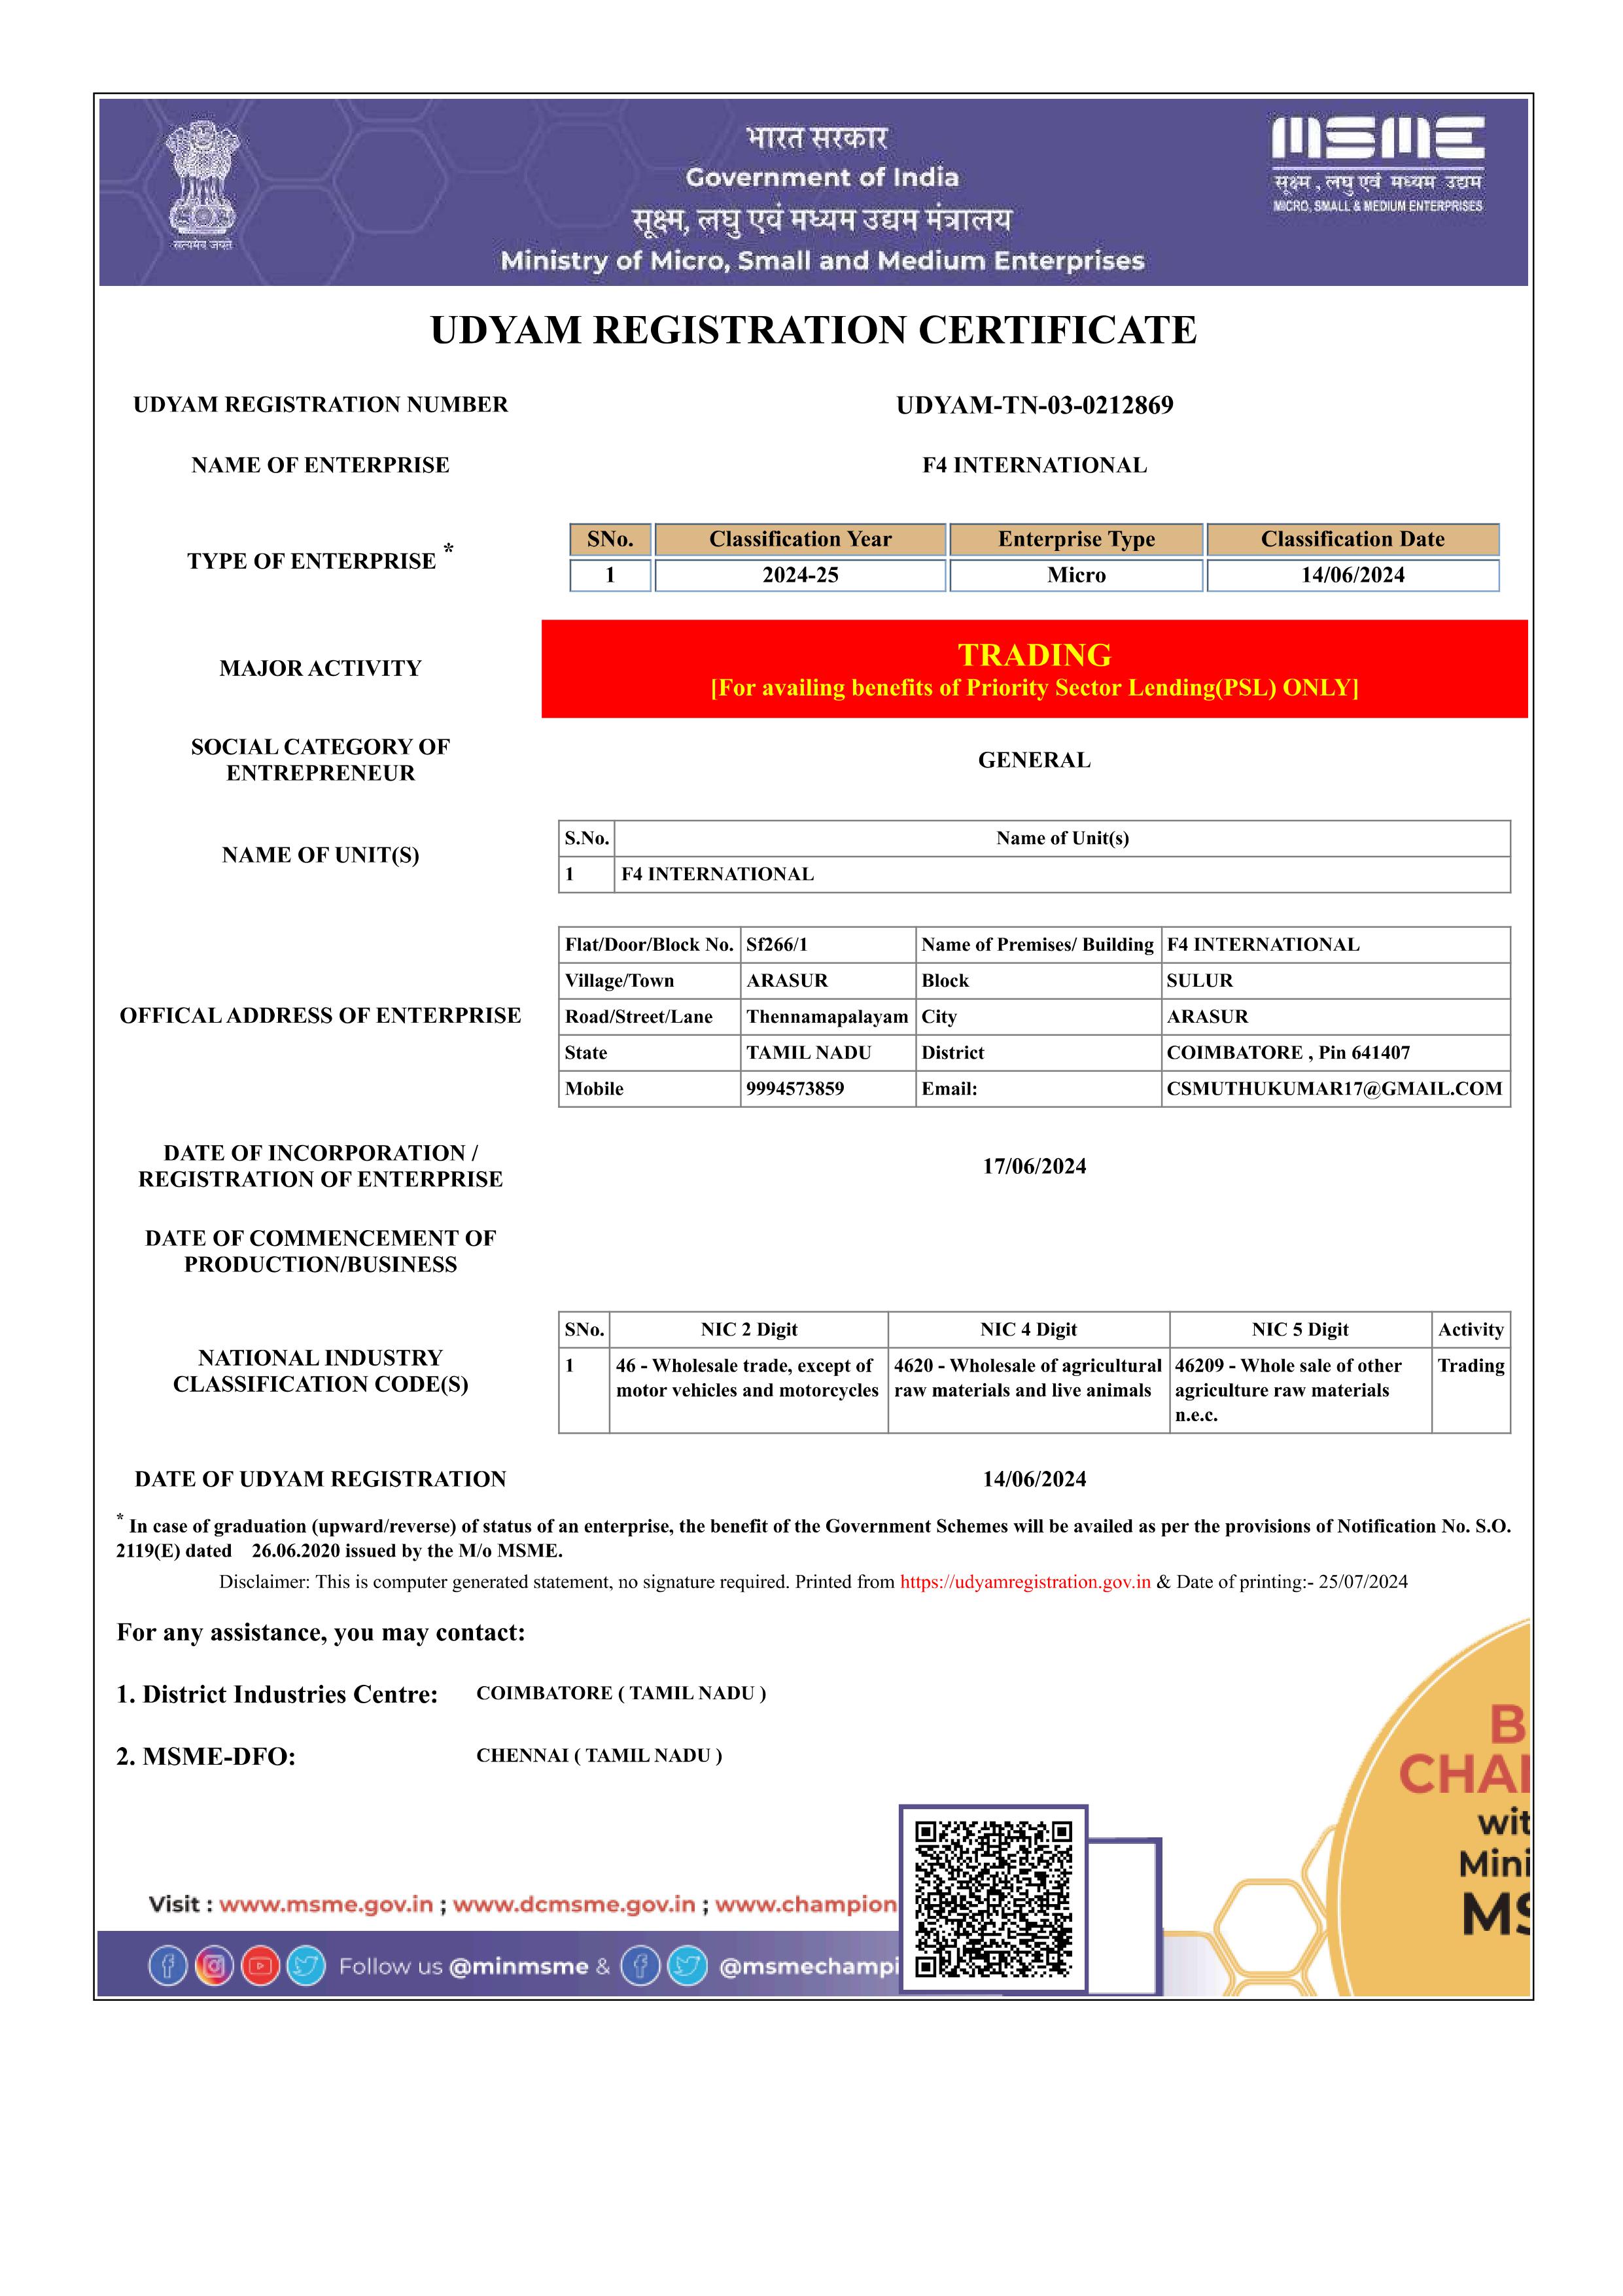 भारत सरकार
Government of India
सूक्ष्म, लघु एवं मध्यम उद्यम मंत्रालय
Ministry of Micro, Small and Medium Enterprises
सत्यमेव जयते
MSME
सूक्ष्म , लघु एवं मध्यम उद्यम
MICRO, SMALL & MEDIUM ENTERPRISES
UDYAM REGISTRATION CERTIFICATE
UDYAM REGISTRATION NUMBER UDYAM-TN-03-0212869
NAME OF ENTERPRISE F4 INTERNATIONAL
TYPE OF ENTERPRISE *
SNo. Classification Year Enterprise Type Classification Date
1 2024-25 Micro 14/06/2024
MAJOR ACTIVITY
TRADING
[For availing benefits of Priority Sector Lending(PSL) ONLY]
SOCIAL CATEGORY OF
ENTREPRENEUR
GENERAL
NAME OF UNIT(S)
S.No. Name of Unit(s)
1 F4 INTERNATIONAL
OFFICAL ADDRESS OF ENTERPRISE
Flat/Door/Block No. Sf266/1 Name of Premises/ Building F4 INTERNATIONAL
Village/Town ARASUR Block SULUR
Road/Street/Lane Thennamapalayam City ARASUR
State TAMIL NADU District COIMBATORE , Pin 641407
Mobile 9994573859 Email: CSMUTHUKUMAR17@GMAIL.COM
DATE OF INCORPORATION /
REGISTRATION OF ENTERPRISE
17/06/2024
DATE OF COMMENCEMENT OF
PRODUCTION/BUSINESS
NATIONAL INDUSTRY
CLASSIFICATION CODE(S)
SNo. NIC 2 Digit NIC 4 Digit NIC 5 Digit Activity
1 46 - Wholesale trade, except of 4620 - Wholesale of agricultural 46209 - Whole sale of other Trading
motor vehicles and motorcycles raw materials and live animals agriculture raw materials
n.e.c.
DATE OF UDYAM REGISTRATION 14/06/2024
* In case of graduation (upward/reverse) of status of an enterprise, the benefit of the Government Schemes will be availed as per the provisions of Notification No. S.O.
2119(E) dated 26.06.2020 issued by the M/o MSME.
Disclaimer: This is computer generated statement, no signature required. Printed from https://udyamregistration.gov.in & Date of printing:- 25/07/2024
For any assistance, you may contact:
1. District Industries Centre: COIMBATORE ( TAMIL NADU )
2. MSME-DFO: CHENNAI ( TAMIL NADU )
B
CHAM
wit
Mini
MS
Visit : www.msme.gov.in ; www.dcmsme.gov.in ; www.champion
Follow us @minmsme & @msmechampi